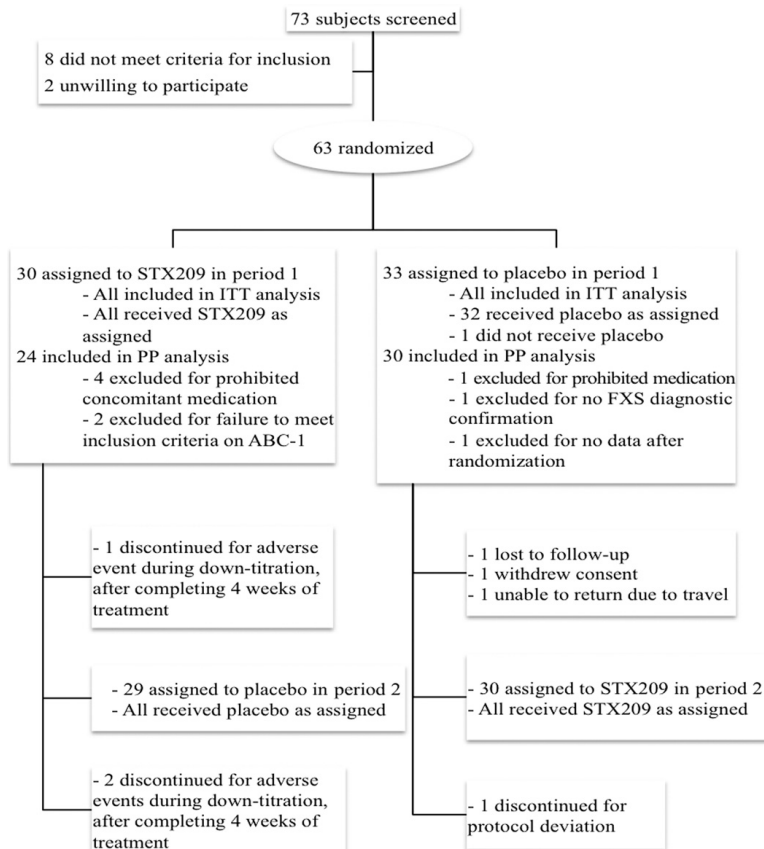 73 subjects screened
8 did not meet criteria for inclusion
2 unwilling to participate
63 randomized
30 assigned to STX209 in period 1
- All included in ITT analysis
- All received STX209 as
assigned
24 included in PP analysis
- 4 excluded for prohibited
concomitant medication
- 2 excluded for failure to meet
inclusion criteria on ABC-1
33 assigned to placebo in period 1
- All included in ITT analysis
- 32 received placebo as assigned
- 1 did not receive placebo
30 included in PP analysis
- 1 excluded for prohibited medication
- 1 excluded for no FXS diagnostic
confirmation
- 1 excluded for no data after
randomization
- 1 discontinued for adverse
event during down-titration,
after completing 4 weeks of
treatment
- 1 lost to follow-up
- 1 withdrew consent
- 1 unable to return due to travel
- 29 assigned to placebo in period 2
- All received placebo as assigned
- 30 assigned to STX209 in period 2
- All received STX209 as assigned
- 2 discontinued for adverse
events during down-titration,
after completing 4 weeks of
treatment
- 1 discontinued for
protocol deviation